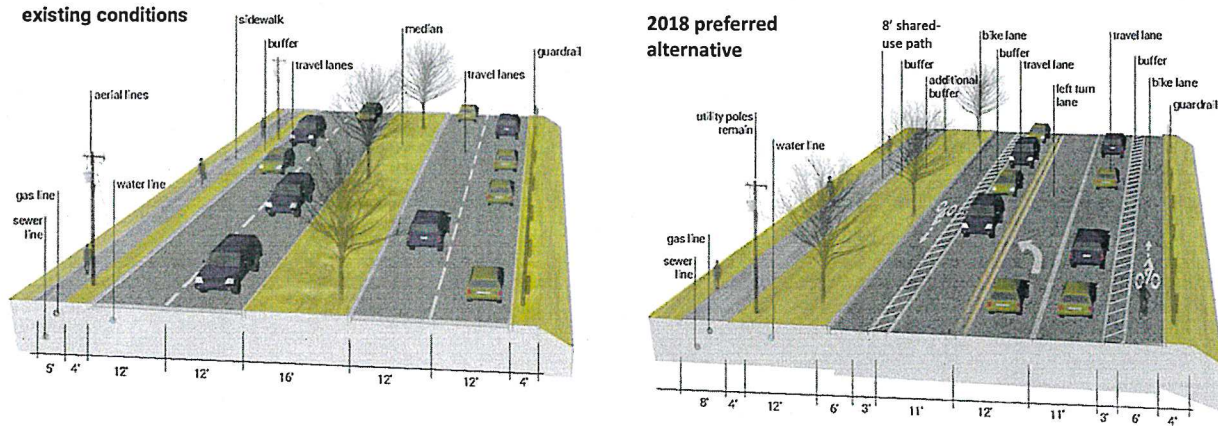 existing conditions
sidewalk
buffer
travel lanes
aerial lines
median
travel lanes
guardrail
gas line
sewer
line
water line
5'
4'
12'
12'
16'
12'
12'
4'
2018 preferred
alternative
8' shared-
use path
buffer
additional
buffer
bike lane
buffer
travel lane
left turn
lane
travel lane
buffer
bike lane
guardrail
utility poles
remain
water line
gas line
sewer
line
8'
4'
12'
6'
3'
11'
12'
11'
3'
6'
4'